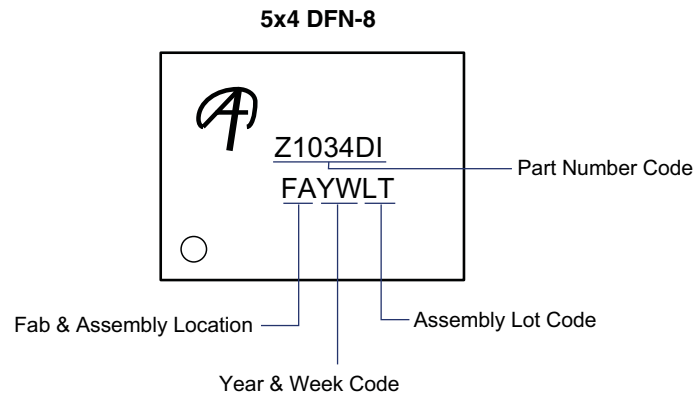 5x4 DFN-8
Z1034DI
Part Number Code
FAYWLT
Fab & Assembly Location
Assembly Lot Code
Year & Week Code